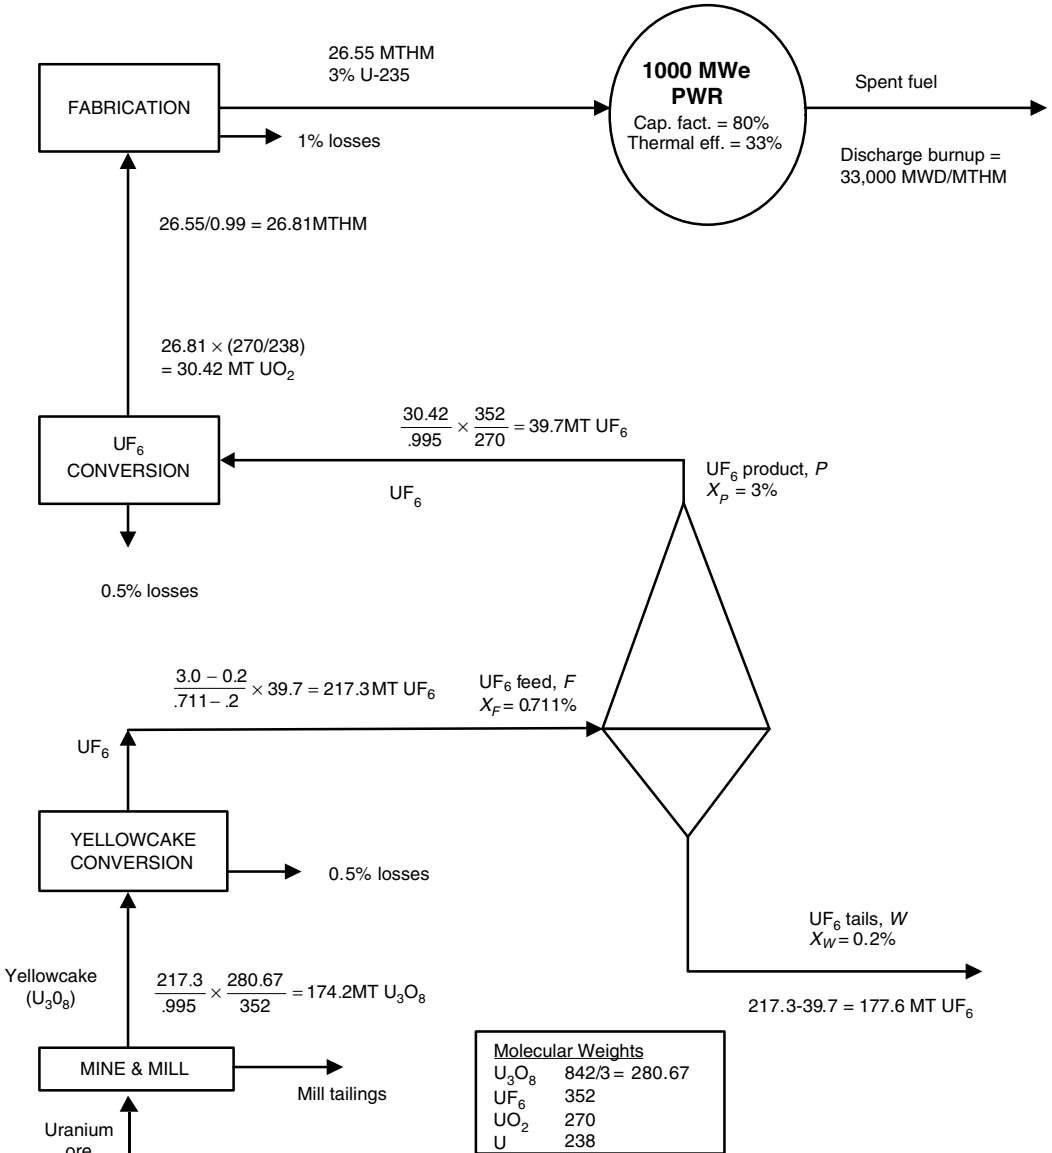 26.55 MTHM
3% U-235
FABRICATION
1% losses
1000 MWe
PWR
Cap. fact. = 80%
Thermal eff. = 33%
Spent fuel
Discharge burnup =
33,000 MWD/MTHM
26.55/0.99 = 26.81MTHM
26.81 × (270/238)
= 30.42 MT UO₂
UF₆
CONVERSION
0.5% losses
30.42/.995 × 352/270 = 39.7MT UF₆
UF₆
UF₆ product, P
X_P = 3%
3.0 − 0.2/.711 − .2 × 39.7 = 217.3MT UF₆
UF₆ feed, F
X_F = 0.711%
UF₆
YELLOWCAKE
CONVERSION
0.5% losses
UF₆ tails, W
X_W = 0.2%
217.3-39.7 = 177.6 MT UF₆
Yellowcake
(U₃0₈)
217.3/.995 × 280.67/352 = 174.2MT U₃O₈
MINE & MILL
Mill tailings
Uranium
ore
Molecular Weights
U₃O₈ 842/3 = 280.67
UF₆ 352
UO₂ 270
U 238